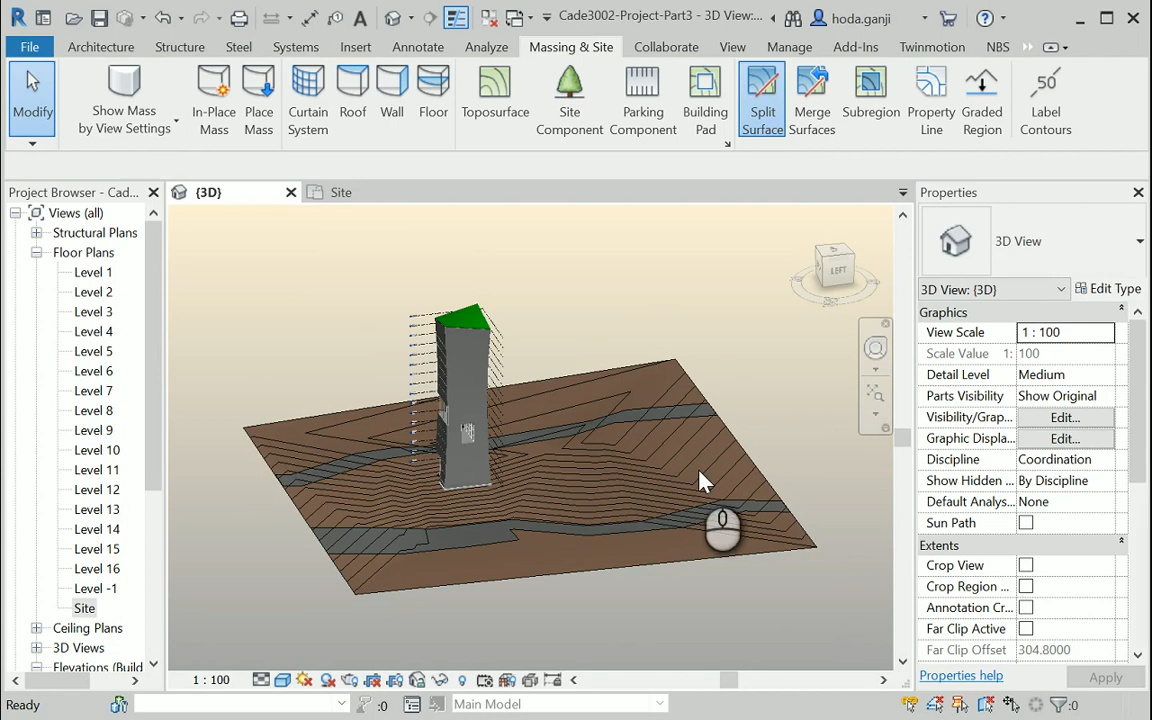 Cade3002-Project-Part3 - 3D View:...
hoda.ganji
File Architecture Structure Steel Systems Insert Annotate Analyze Massing & Site Collaborate View Manage Add-Ins Twinmotion NBS
Modify
Show Mass
by View Settings
In-Place
Mass
Place
Mass
Curtain
System
Roof
Wall
Floor
Toposurface
Site
Component
Parking
Component
Building
Pad
Split
Surface
Merge
Surfaces
Subregion
Property
Line
Graded
Region
50
Label
Contours
Project Browser - Cad...
{3D}
Site
Properties
Views (all)
Structural Plans
Floor Plans
Level 1
Level 2
Level 3
Level 4
Level 5
Level 6
Level 7
Level 8
Level 9
Level 10
Level 11
Level 12
Level 13
Level 14
Level 15
Level 16
Level -1
Site
Ceiling Plans
3D Views
Elevations (Build
LEFT
3D View
3D View: {3D}
Edit Type
Graphics
View Scale 1 : 100
Scale Value 1: 100
Detail Level Medium
Parts Visibility Show Original
Visibility/Grap... Edit...
Graphic Displa... Edit...
Discipline Coordination
Show Hidden ... By Discipline
Default Analys... None
Sun Path
Extents
Crop View
Crop Region ...
Annotation Cr...
Far Clip Active
Far Clip Offset 304.8000
Properties help
Apply
1 : 100
Ready
:0
Main Model
:0